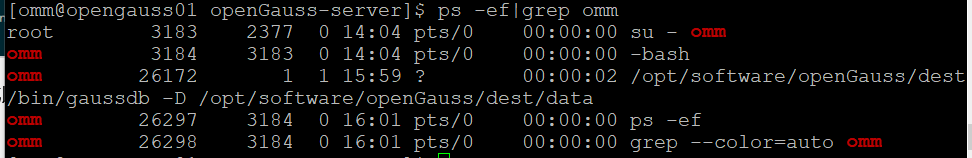 [omm@opengauss01 openGauss-server]$ ps -ef|grep omm
root 3183 2377 0 14:04 pts/0 00:00:00 su - omm
omm 3184 3183 0 14:04 pts/0 00:00:00 -bash
omm 26172 1 1 15:59 ? 00:00:02 /opt/software/openGauss/dest
/bin/gaussdb -D /opt/software/openGauss/dest/data
omm 26297 3184 0 16:01 pts/0 00:00:00 ps -ef
omm 26298 3184 0 16:01 pts/0 00:00:00 grep --color=auto omm